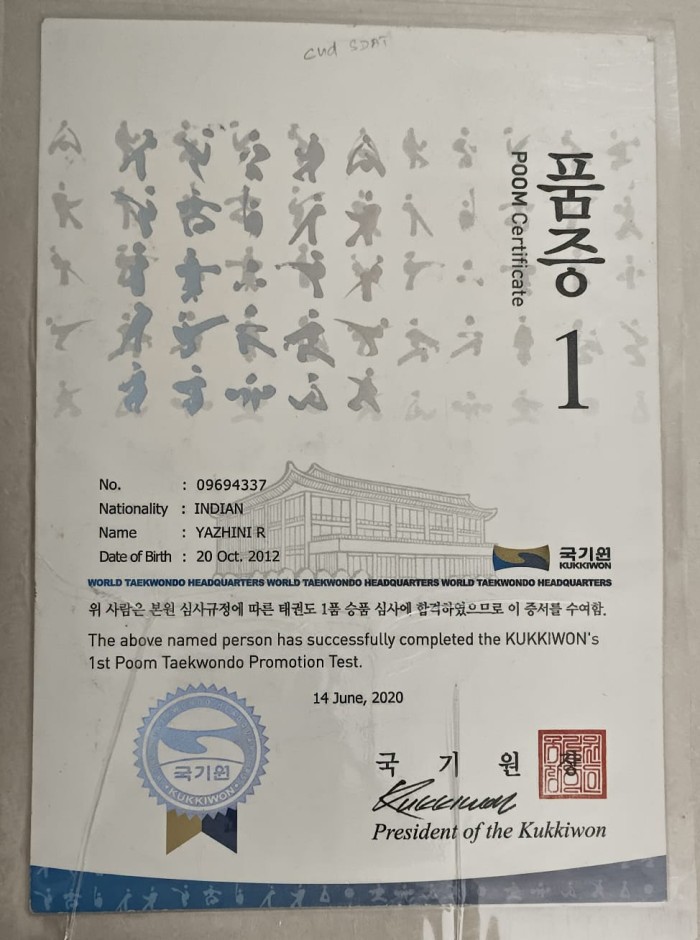 cud SDAT
품증
POOM Certificate
1
No. : 09694337
Nationality : INDIAN
Name : YAZHINI R
Date of Birth : 20 Oct. 2012
국기원
KUKKIWON
WORLD TAEKWONDO HEADQUARTERS WORLD TAEKWONDO HEADQUARTERS WORLD TAEKWONDO HEADQUARTERS
위 사람은 본원 심사규정에 따른 태권도 1품 승품 심사에 합격하였으므로 이 증서를 수여함.
The above named person has successfully completed the KUKKIWON's
1st Poom Taekwondo Promotion Test.
14 June, 2020
국기원
KUKKIWON
국 기 원 장
Kukkiwon
President of the Kukkiwon